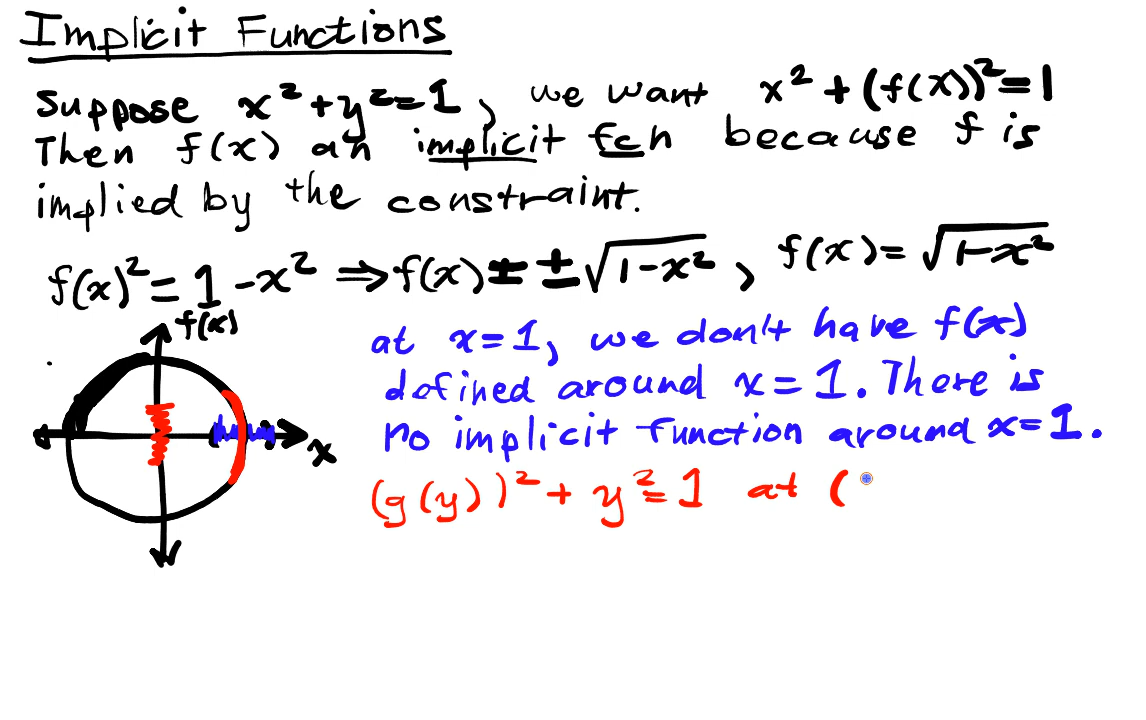 Implicit Functions
Suppose x²+y²=1, we want x²+(f(x))²=1
Then f(x) an implicit fcn because f is
implied by the constraint.
f(x)²=1-x² ⇒ f(x)± ±√1-x², f(x)=√1-x²
f(x)
at x=1, we don't have f(x)
defined around x=1. There is
no implicit function around x=1.
x
(g(y))²+y²=1 at (